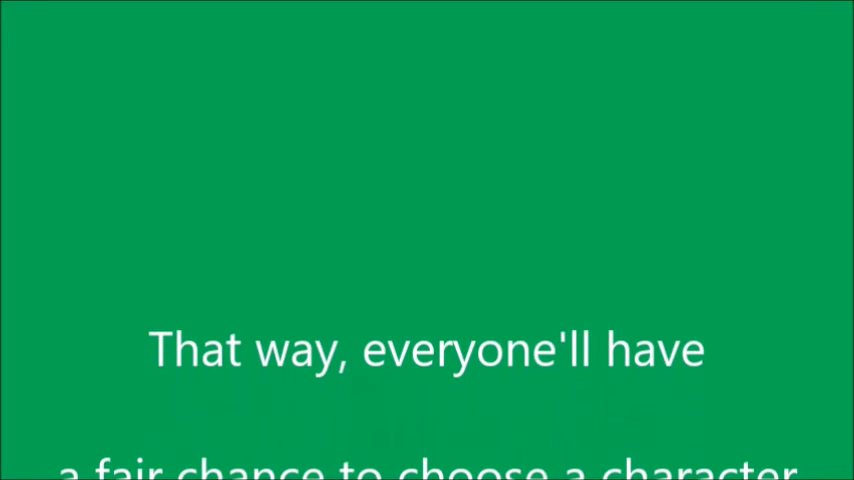 That way, everyone'll have
a fair chance to choose a character